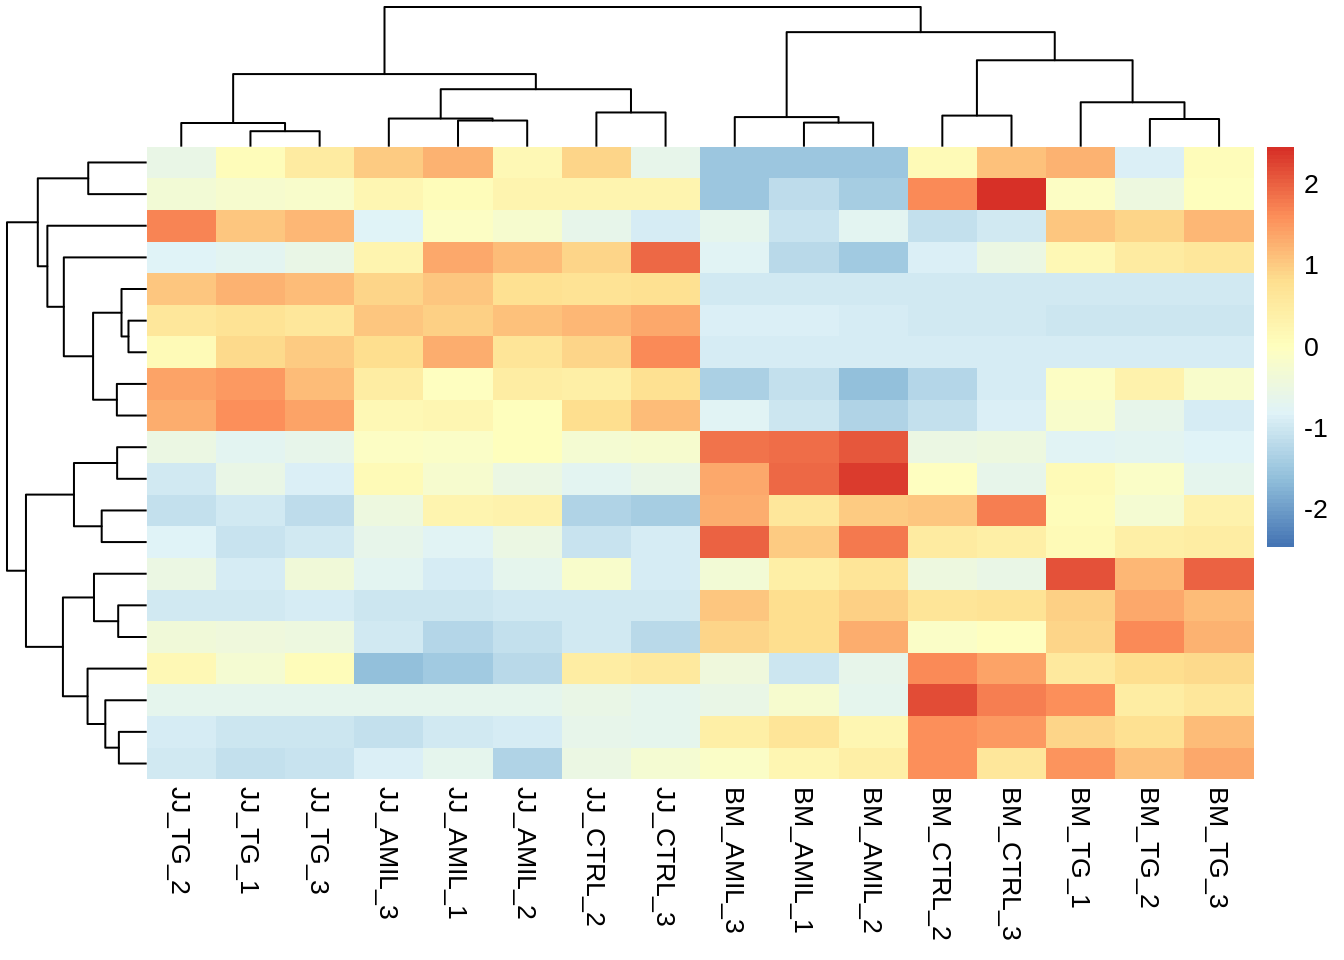 2
1
0
-1
-2
JJ_TG_2
JJ_TG_1
JJ_TG_3
JJ_AMIL_3
JJ_AMIL_1
JJ_AMIL_2
JJ_CTRL_2
JJ_CTRL_3
BM_AMIL_3
BM_AMIL_1
BM_AMIL_2
BM_CTRL_2
BM_CTRL_3
BM_TG_1
BM_TG_2
BM_TG_3